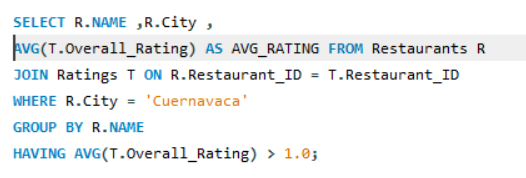 SELECT R.NAME ,R.City ,
AVG(T.Overall_Rating) AS AVG_RATING FROM Restaurants R
JOIN Ratings T ON R.Restaurant_ID = T.Restaurant_ID
WHERE R.City = 'Cuernavaca'
GROUP BY R.NAME
HAVING AVG(T.Overall_Rating) > 1.0;